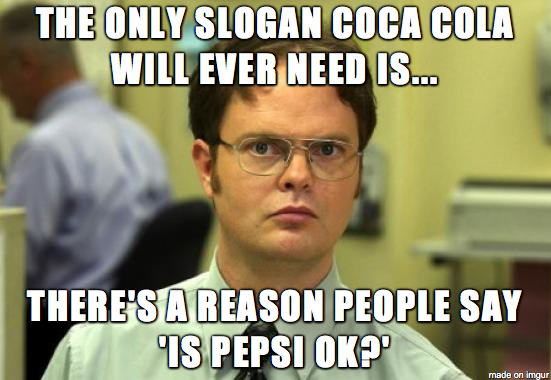 THE ONLY SLOGAN COCA COLA
WILL EVER NEED IS...
THERE'S A REASON PEOPLE SAY
'IS PEPSI OK?'
made on imgur